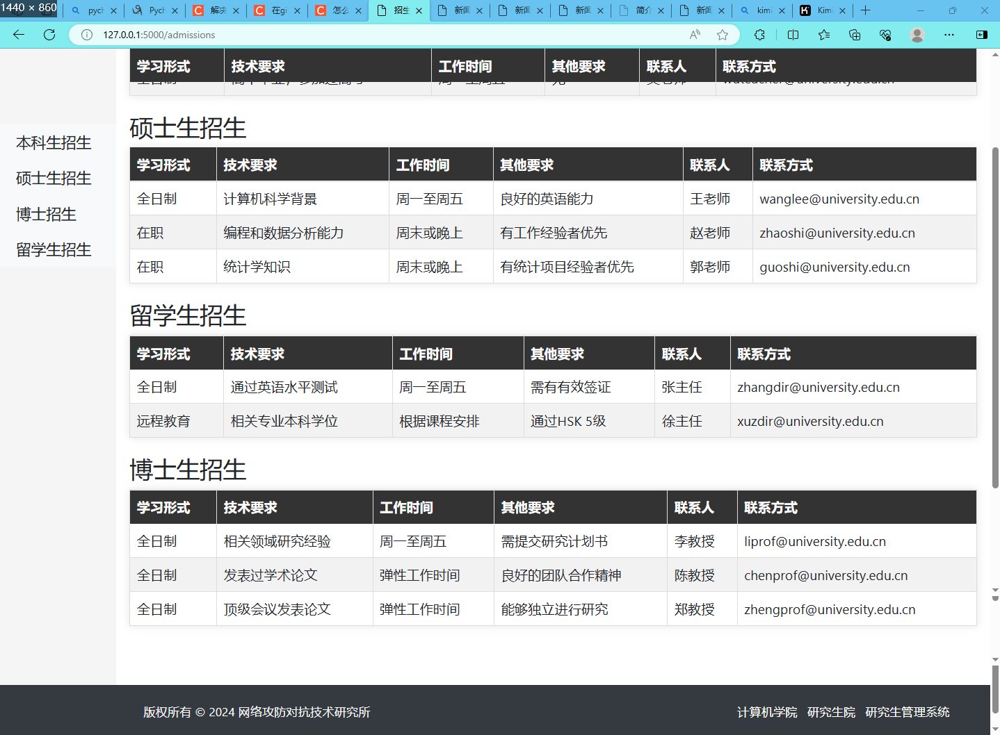 1440 × 860
pych Pych 解决 在gi 怎么 招生 新闻 新闻 新闻 简介 新闻 kimi Kimi
127.0.0.1:5000/admissions
学习形式 技术要求 工作时间 其他要求 联系人 联系方式
硕士生招生
本科生招生
硕士生招生
博士招生
留学生招生
学习形式 技术要求 工作时间 其他要求 联系人 联系方式
全日制 计算机科学背景 周一至周五 良好的英语能力 王老师 wanglee@university.edu.cn
在职 编程和数据分析能力 周末或晚上 有工作经验者优先 赵老师 zhaoshi@university.edu.cn
在职 统计学知识 周末或晚上 有统计项目经验者优先 郭老师 guoshi@university.edu.cn
留学生招生
学习形式 技术要求 工作时间 其他要求 联系人 联系方式
全日制 通过英语水平测试 周一至周五 需有有效签证 张主任 zhangdir@university.edu.cn
远程教育 相关专业本科学位 根据课程安排 通过HSK 5级 徐主任 xuzdir@university.edu.cn
博士生招生
学习形式 技术要求 工作时间 其他要求 联系人 联系方式
全日制 相关领域研究经验 周一至周五 需提交研究计划书 李教授 liprof@university.edu.cn
全日制 发表过学术论文 弹性工作时间 良好的团队合作精神 陈教授 chenprof@university.edu.cn
全日制 顶级会议发表论文 弹性工作时间 能够独立进行研究 郑教授 zhengprof@university.edu.cn
版权所有 © 2024 网络攻防对抗技术研究所 计算机学院 研究生院 研究生管理系统